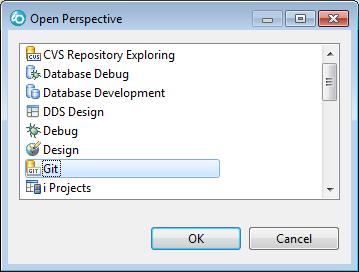 Open Perspective
CVS Repository Exploring
Database Debug
Database Development
DDS Design
Debug
Design
Git
i Projects
OK
Cancel